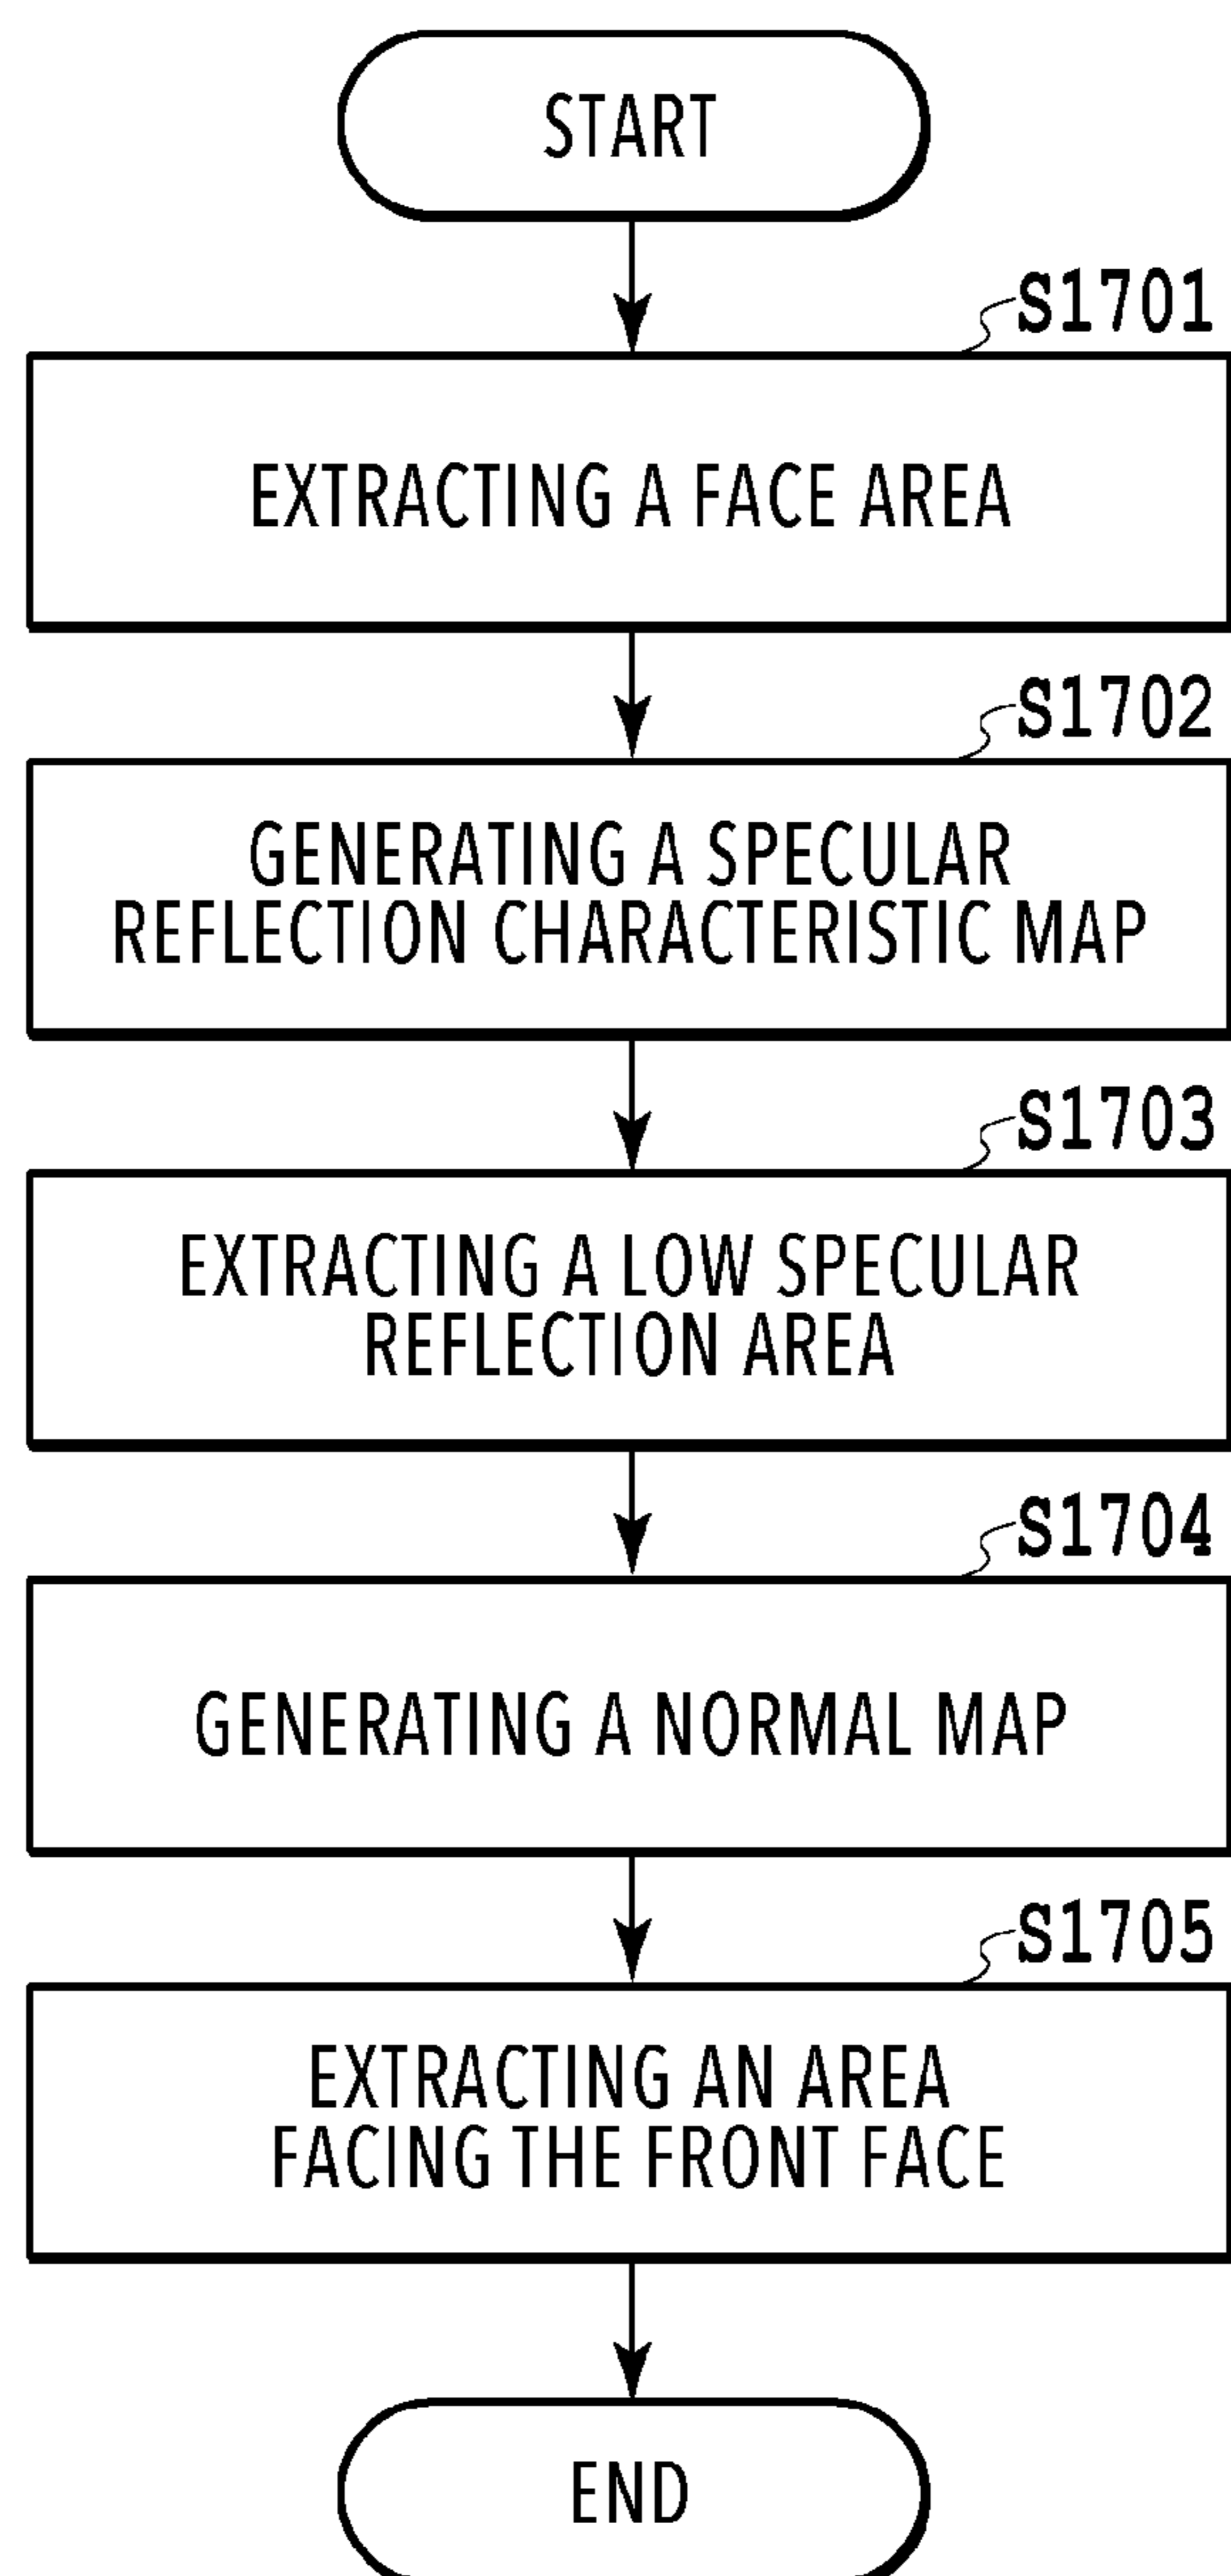 START
S1701
EXTRACTING A FACE AREA
S1702
GENERATING A SPECULAR
REFLECTION CHARACTERISTIC MAP
S1703
EXTRACTING A LOW SPECULAR
REFLECTION AREA
S1704
GENERATING A NORMAL MAP
S1705
EXTRACTING AN AREA
FACING THE FRONT FACE
END